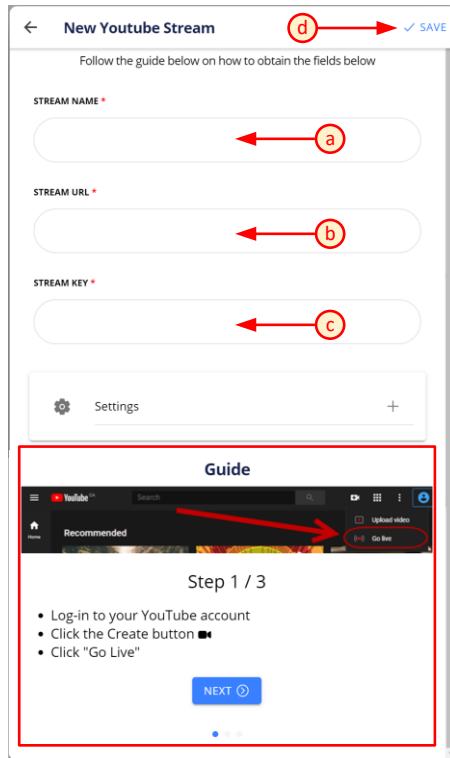 New Youtube Stream
d
SAVE
Follow the guide below on how to obtain the fields below
STREAM NAME *
a
STREAM URL *
b
STREAM KEY *
c
Settings
Guide
YouTube CA
Search
Upload video
Home
Recommended
Go live
Step 1 / 3
• Log-in to your YouTube account
• Click the Create button
• Click "Go Live"
NEXT